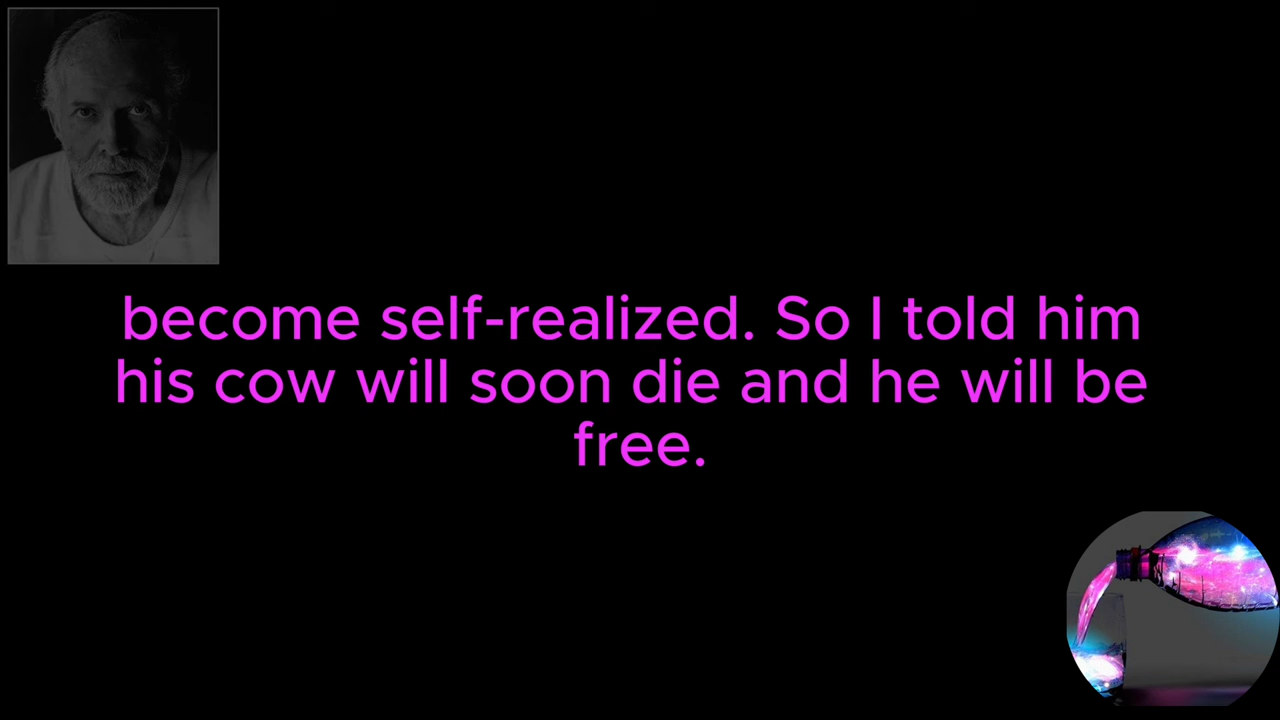 become self-realized. So I told him
his cow will soon die and he will be
free.